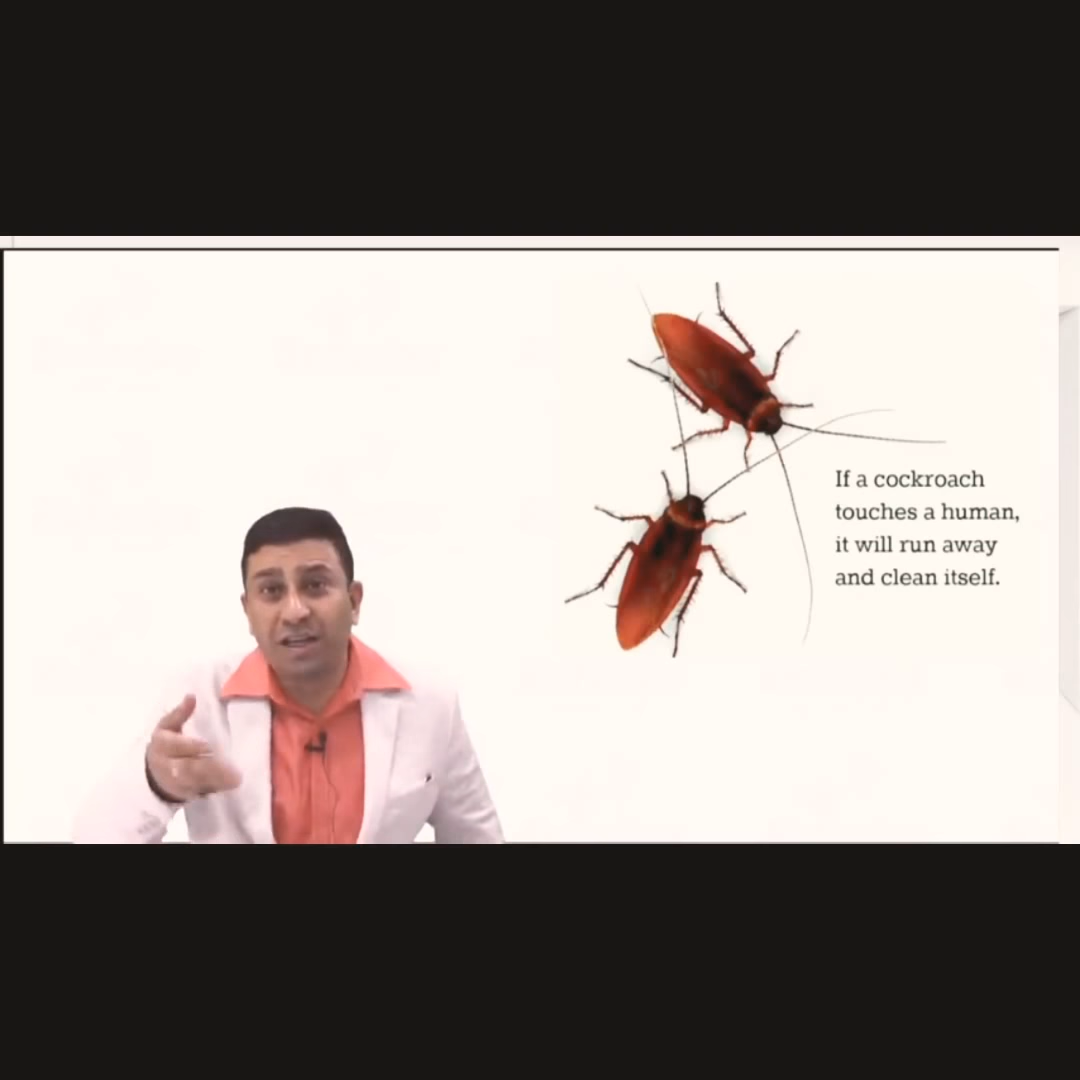 If a cockroach
touches a human,
it will run away
and clean itself.